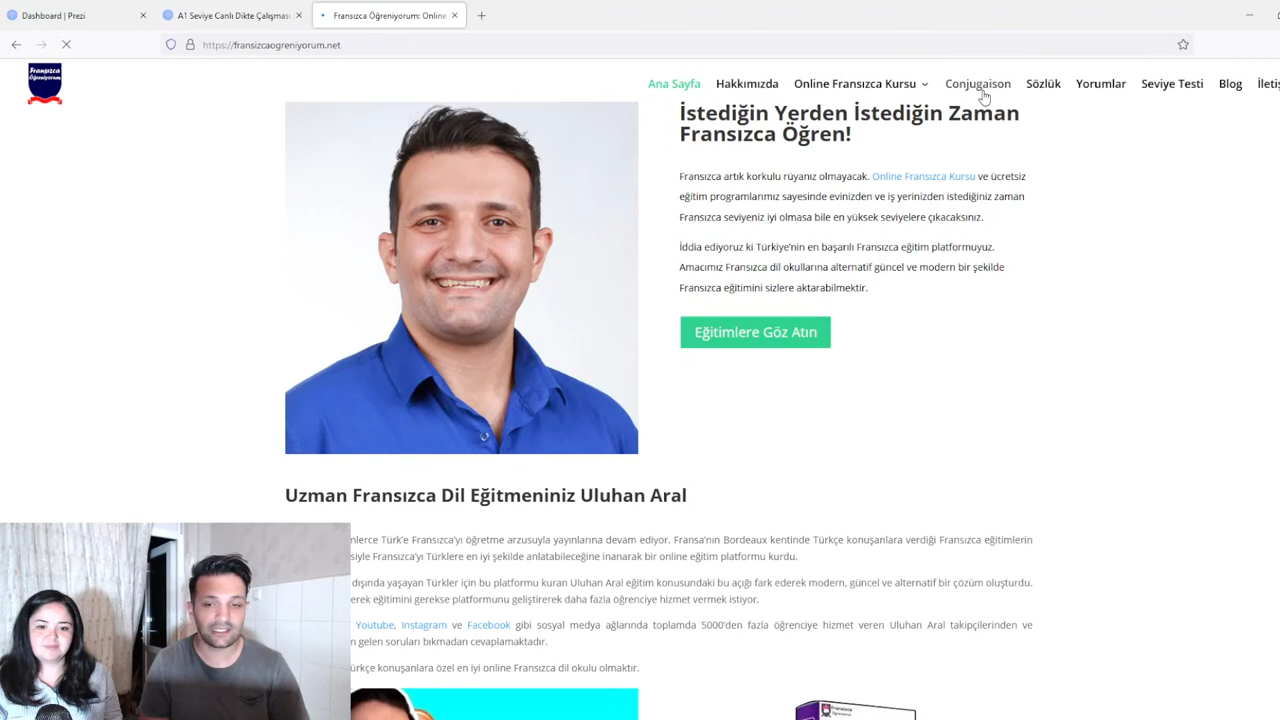 Dashboard | Prezi
A1 Seviye Canlı Dikte Çalışması
Fransızca Öğreniyorum: Online
https://fransizcaogreniyorum.net
Fransızca
Öğreniyorum
Ana Sayfa Hakkımızda Online Fransızca Kursu Conjugaison Sözlük Yorumlar Seviye Testi Blog İletiş
İstediğin Yerden İstediğin Zaman
Fransızca Öğren!
Fransızca artık korkulu rüyanız olmayacak. Online Fransızca Kursu ve ücretsiz
eğitim programlarımız sayesinde evinizden ve iş yerinizden istediğiniz zaman
Fransızca seviyeniz iyi olmasa bile en yüksek seviyelere çıkacaksınız.
İddia ediyoruz ki Türkiye'nin en başarılı Fransızca eğitim platformuyuz.
Amacımız Fransızca dil okullarına alternatif güncel ve modern bir şekilde
Fransızca eğitimini sizlere aktarabilmektir.
Eğitimlere Göz Atın
Uzman Fransızca Dil Eğitmeniniz Uluhan Aral
nlerce Türk'e Fransızca'yı öğretme arzusuyla yayınlarına devam ediyor. Fransa'nın Bordeaux kentinde Türkçe konuşanlara verdiği Fransızca eğitimlerin
siyle Fransızca'yı Türklere en iyi şekilde anlatabileceğine inanarak bir online eğitim platformu kurdu.
dışında yaşayan Türkler için bu platformu kuran Uluhan Aral eğitim konusundaki bu açığı fark ederek modern, güncel ve alternatif bir çözüm oluşturdu.
erek eğitimini gerekse platformunu geliştirerek daha fazla öğrenciye hizmet vermek istiyor.
Youtube, Instagram ve Facebook gibi sosyal medya ağlarında toplamda 5000'den fazla öğrenciye hizmet veren Uluhan Aral takipçilerinden ve
n gelen soruları bıkmadan cevaplamaktadır.
ürkçe konuşanlara özel en iyi online Fransızca dil okulu olmaktır.